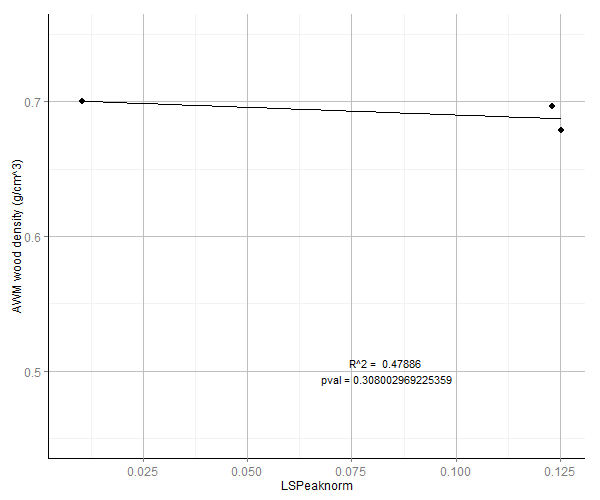 AWM wood density (g/cm^3)
0.7
0.6
0.5
R^2 =  0.47886
pval = 0.308002969225359
0.025
0.050
0.075
0.100
0.125
LSPeaknorm